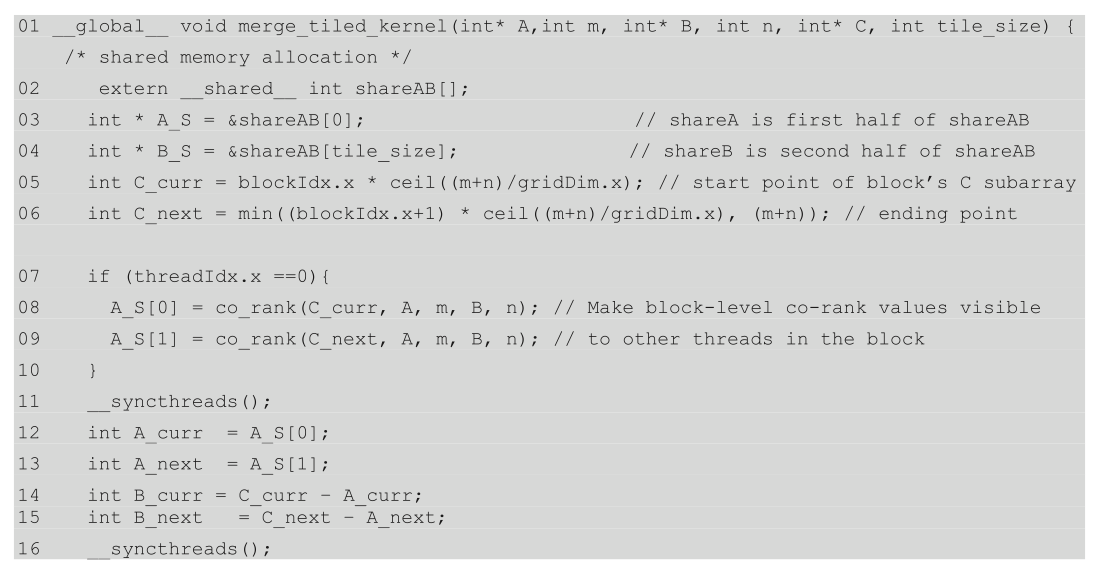 01 __global__ void merge_tiled_kernel(int* A,int m, int* B, int n, int* C, int tile_size) {
/* shared memory allocation */
02 extern __shared__ int shareAB[];
03 int * A_S = &shareAB[0]; // shareA is first half of shareAB
04 int * B_S = &shareAB[tile_size]; // shareB is second half of shareAB
05 int C_curr = blockIdx.x * ceil((m+n)/gridDim.x); // start point of block’s C subarray
06 int C_next = min((blockIdx.x+1) * ceil((m+n)/gridDim.x), (m+n)); // ending point
07 if (threadIdx.x ==0){
08 A_S[0] = co_rank(C_curr, A, m, B, n); // Make block-level co-rank values visible
09 A_S[1] = co_rank(C_next, A, m, B, n); // to other threads in the block
10 }
11 __syncthreads();
12 int A_curr = A_S[0];
13 int A_next = A_S[1];
14 int B_curr = C_curr – A_curr;
15 int B_next = C_next – A_next;
16 __syncthreads();